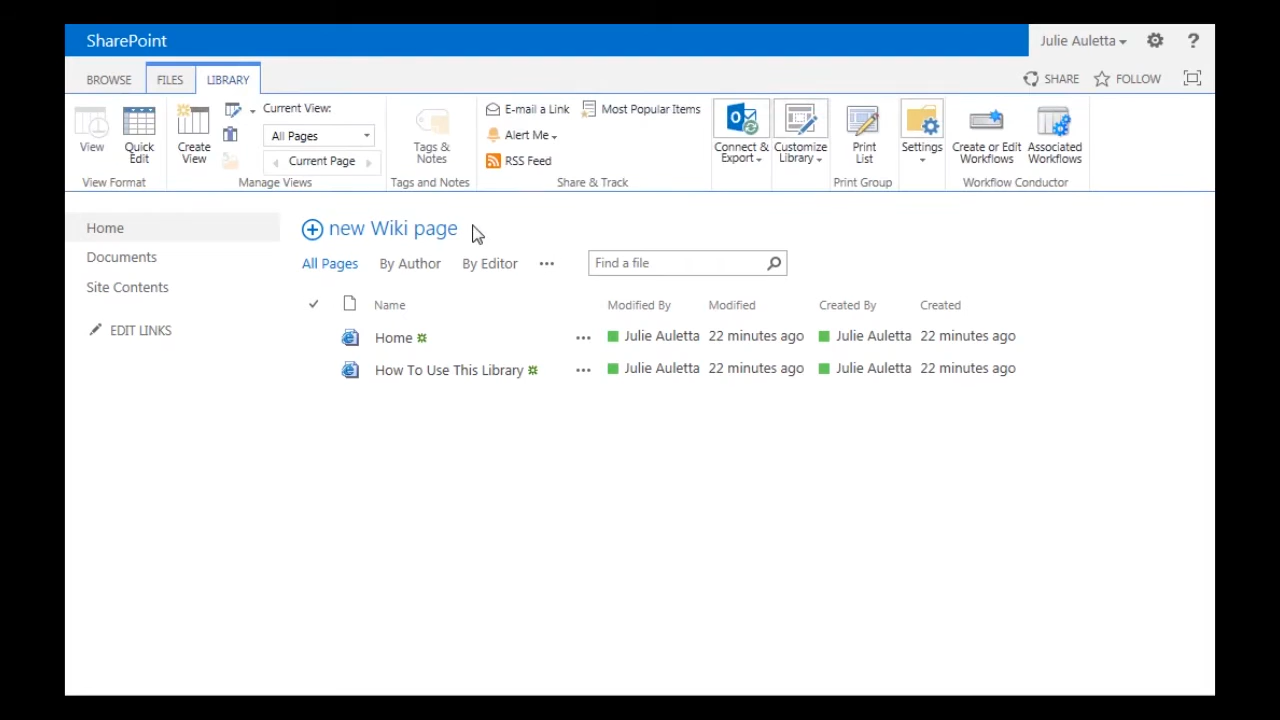 SharePoint
Julie Auletta
?
BROWSE FILES LIBRARY
SHARE FOLLOW
View
Quick Edit
View Format
Create View
Current View:
All Pages
Current Page
Manage Views
Tags & Notes
Tags and Notes
E-mail a Link
Most Popular Items
Alert Me
RSS Feed
Share & Track
Connect & Export
Customize Library
Print List
Print Group
Settings
Create or Edit Workflows
Associated Workflows
Workflow Conductor
Home
Documents
Site Contents
EDIT LINKS
new Wiki page
All Pages By Author By Editor ••• Find a file
Name Modified By Modified Created By Created
Home ••• Julie Auletta 22 minutes ago Julie Auletta 22 minutes ago
How To Use This Library ••• Julie Auletta 22 minutes ago Julie Auletta 22 minutes ago